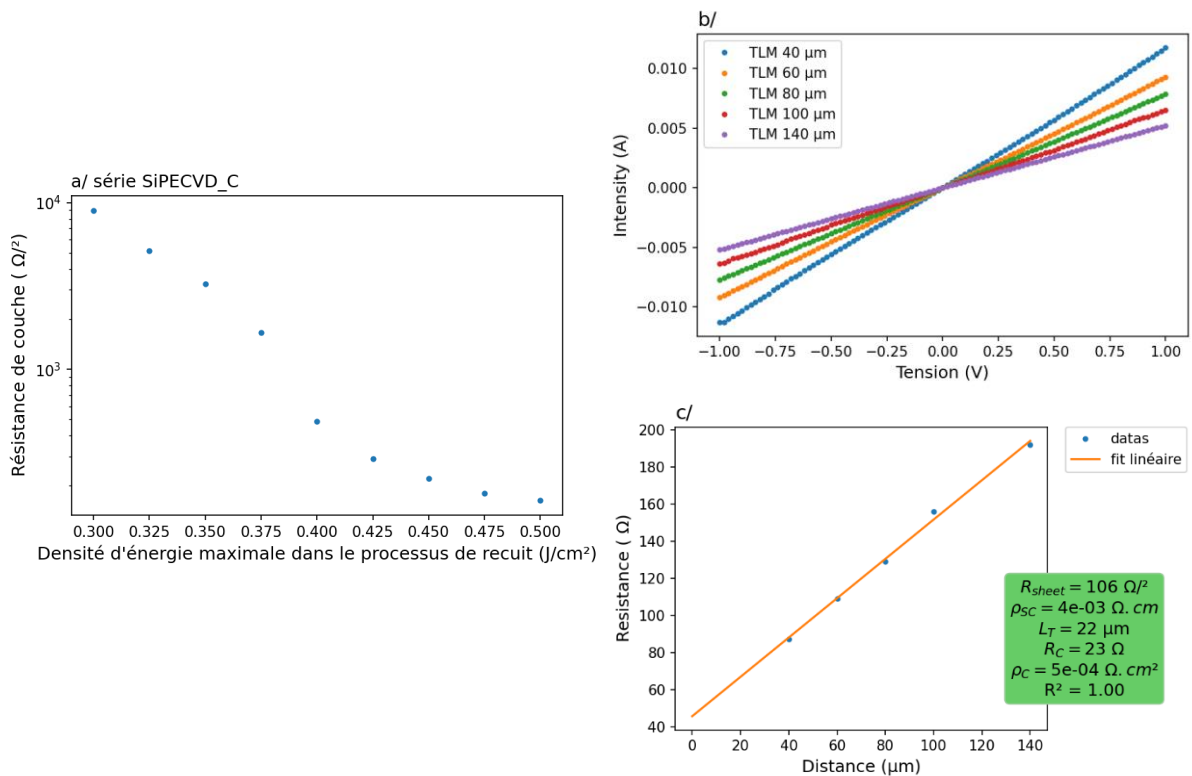 a/ série SiPECVD_C
10⁴
10³
Résistance de couche ( Ω/²)
0.300 0.325 0.350 0.375 0.400 0.425 0.450 0.475 0.500
Densité d'énergie maximale dans le processus de recuit (J/cm²)
b/
TLM 40 µm
TLM 60 µm
TLM 80 µm
TLM 100 µm
TLM 140 µm
0.010
0.005
0.000
−0.005
−0.010
Intensity (A)
−1.00 −0.75 −0.50 −0.25 0.00 0.25 0.50 0.75 1.00
Tension (V)
c/
datas
fit linéaire
200
180
160
140
120
100
80
60
40
Resistance ( Ω)
0 20 40 60 80 100 120 140
Distance (µm)
R_sheet = 106 Ω/²
ρ_SC = 4e-03 Ω.cm
L_T = 22 µm
R_C = 23 Ω
ρ_C = 5e-04 Ω.cm²
R² = 1.00